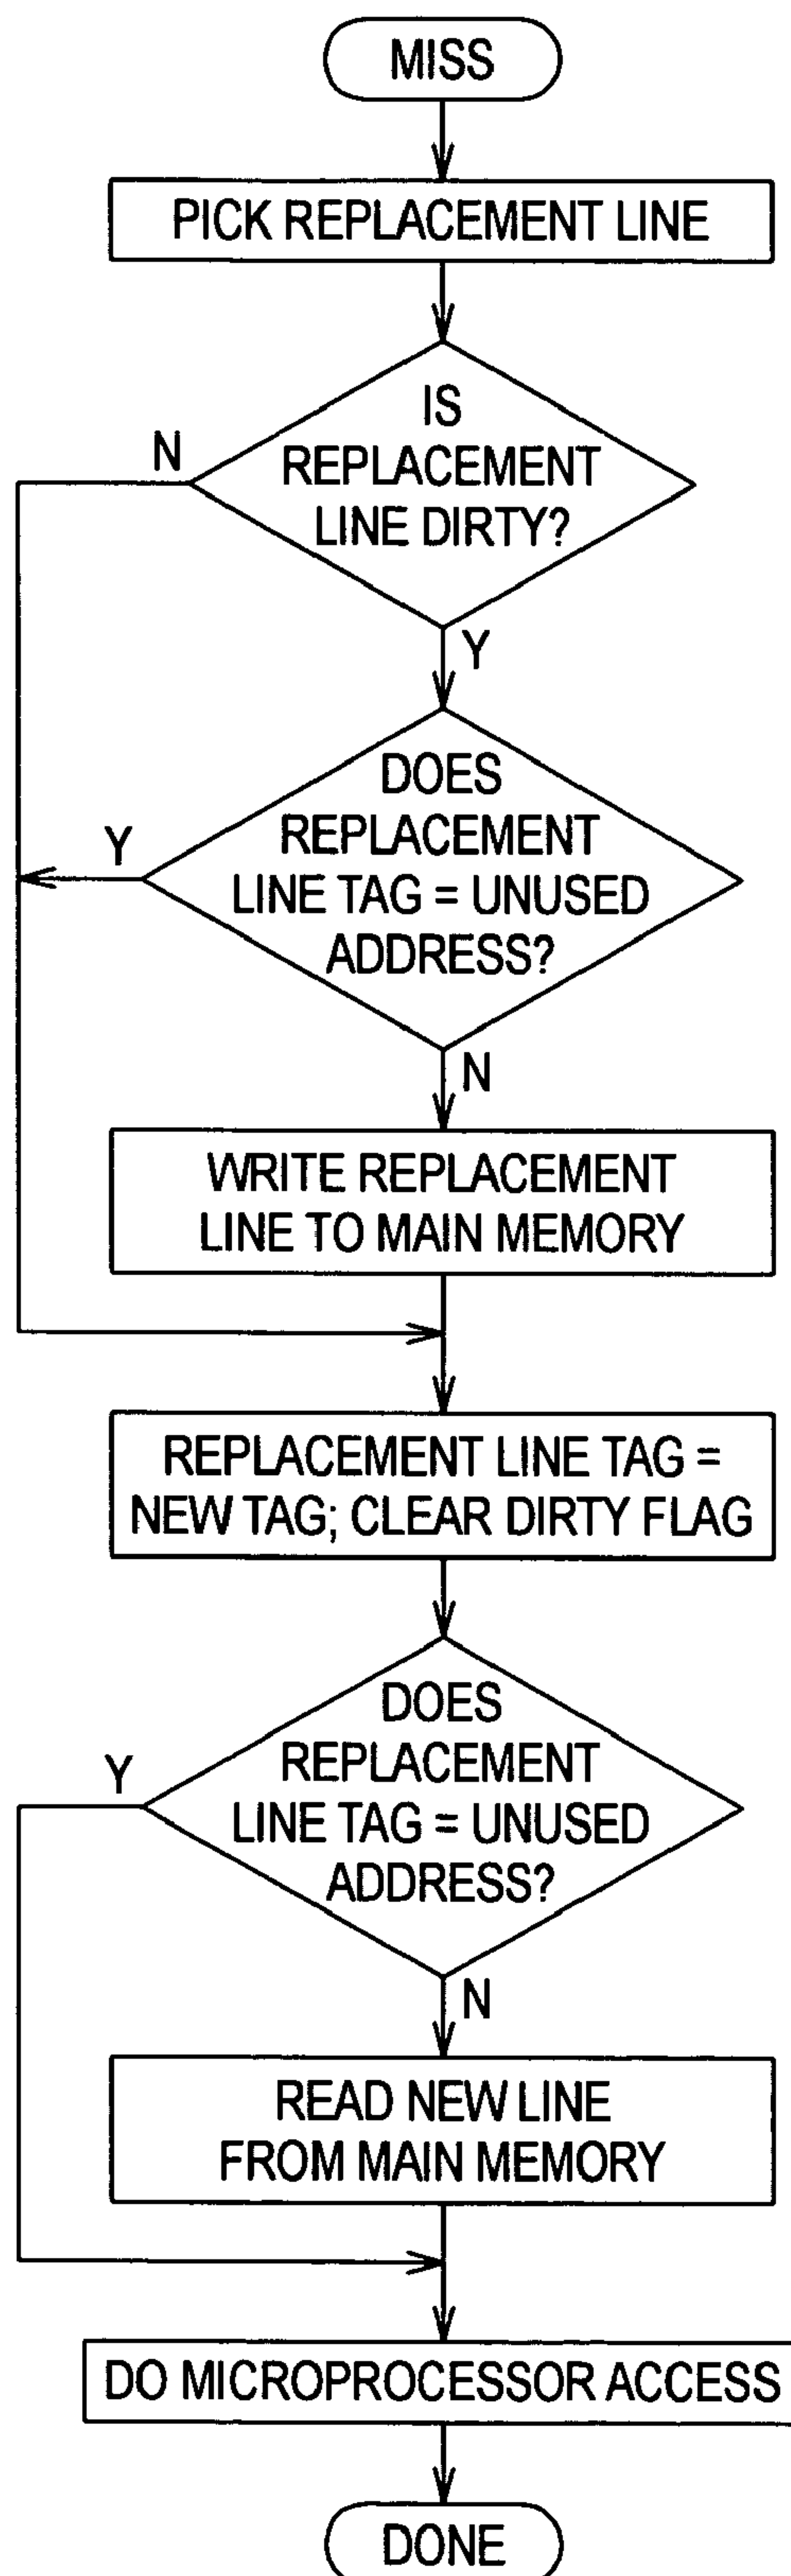 MISS
PICK REPLACEMENT LINE
IS
REPLACEMENT
LINE DIRTY?
N
Y
DOES
REPLACEMENT
LINE TAG = UNUSED
ADDRESS?
Y
N
WRITE REPLACEMENT
LINE TO MAIN MEMORY
REPLACEMENT LINE TAG =
NEW TAG; CLEAR DIRTY FLAG
DOES
REPLACEMENT
LINE TAG = UNUSED
ADDRESS?
Y
N
READ NEW LINE
FROM MAIN MEMORY
DO MICROPROCESSOR ACCESS
DONE